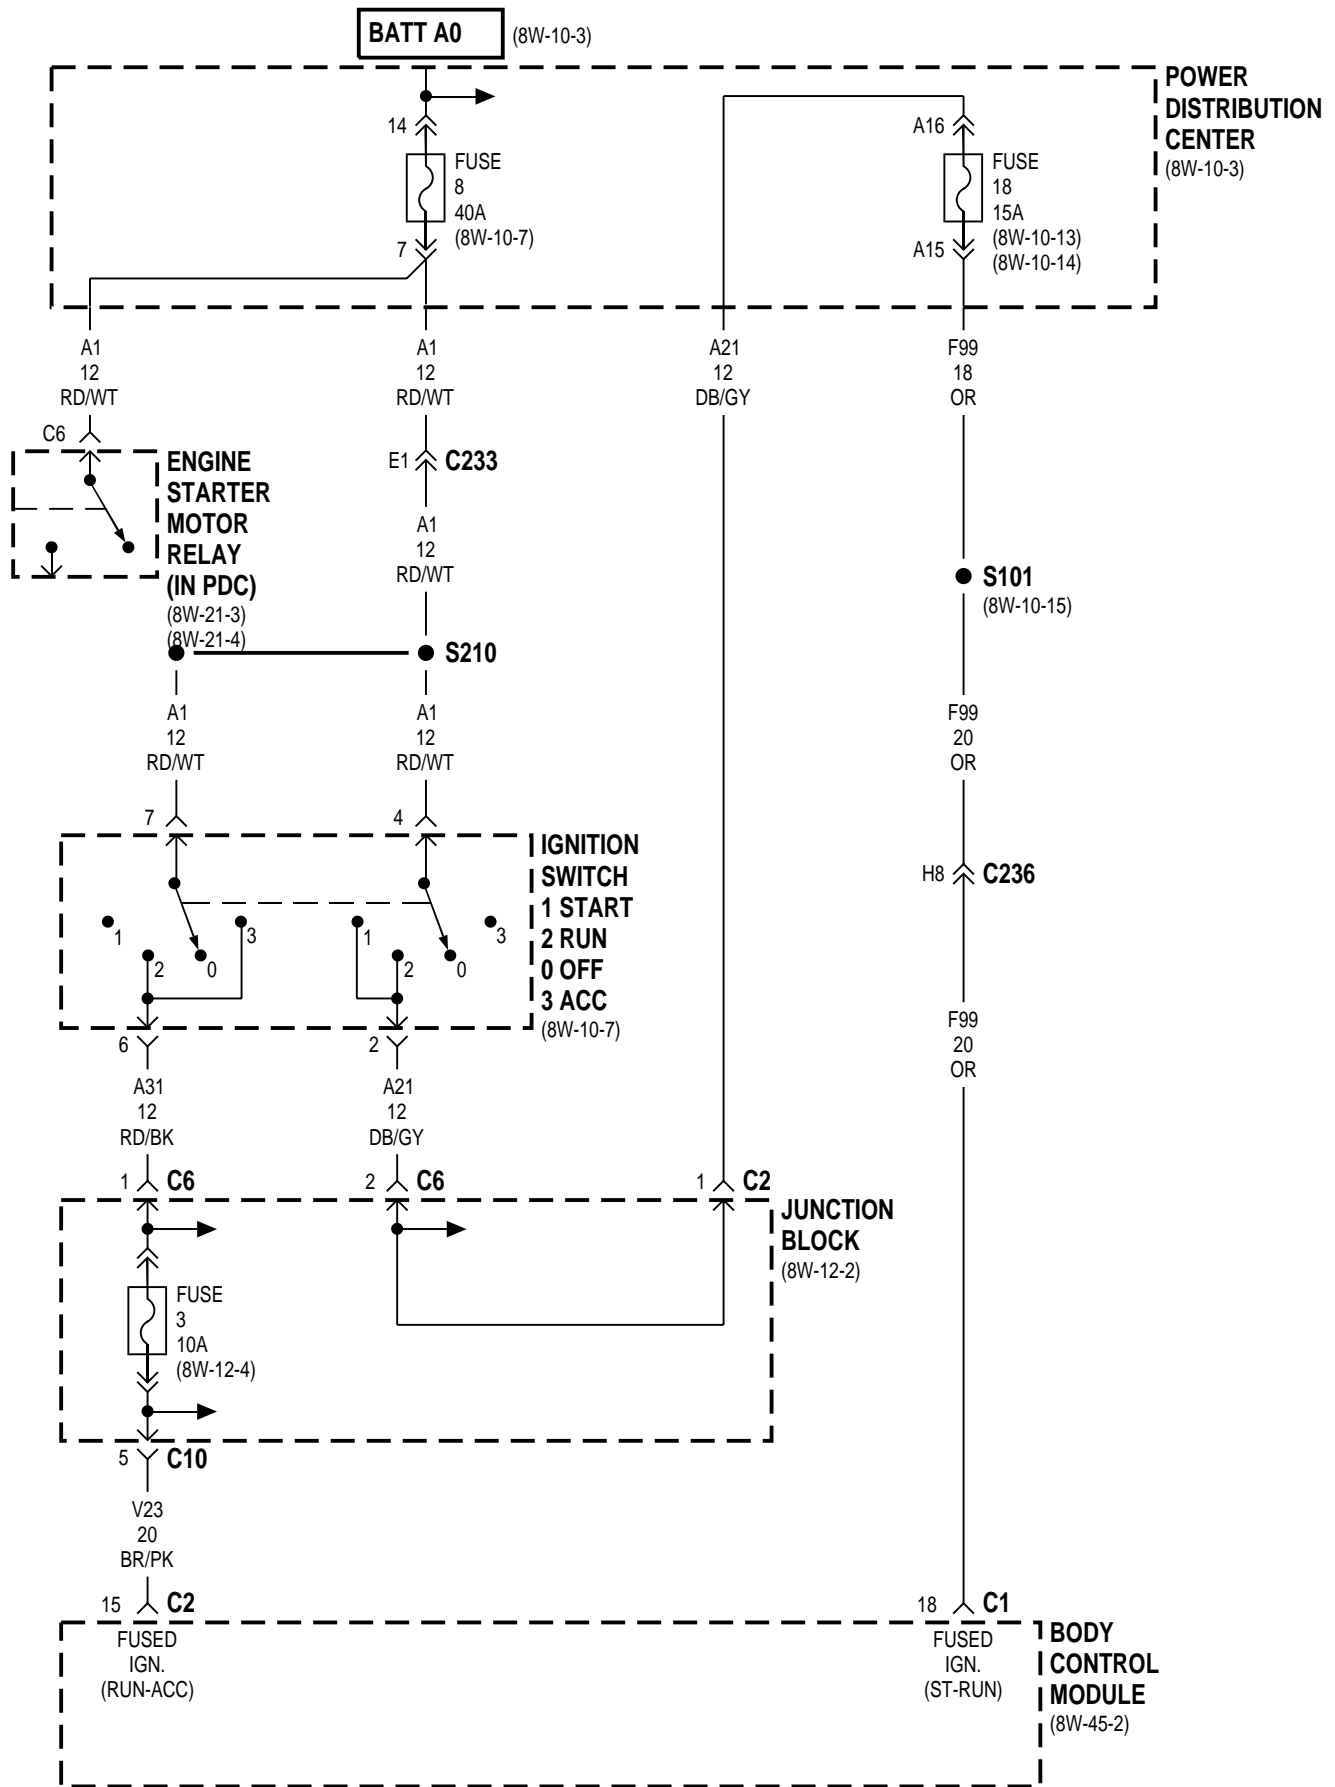 BATT A0
(8W-10-3)
POWER
DISTRIBUTION
CENTER
(8W-10-3)
14
FUSE
8
40A
(8W-10-7)
7
A16
FUSE
18
15A
(8W-10-13)
(8W-10-14)
A15
A1
12
RD/WT
A1
12
RD/WT
A21
12
DB/GY
F99
18
OR
C6
ENGINE
STARTER
MOTOR
RELAY
(IN PDC)
(8W-21-3)
(8W-21-4)
E1
C233
A1
12
RD/WT
S101
(8W-10-15)
S210
A1
12
RD/WT
A1
12
RD/WT
F99
20
OR
7
4
IGNITION
SWITCH
1 START
2 RUN
0 OFF
3 ACC
(8W-10-7)
1
2
0
3
1
2
0
3
H8
C236
6
2
F99
20
OR
A31
12
RD/BK
A21
12
DB/GY
1
C6
2
C6
1
C2
JUNCTION
BLOCK
(8W-12-2)
FUSE
3
10A
(8W-12-4)
5
C10
V23
20
BR/PK
15
C2
18
C1
FUSED
IGN.
(RUN-ACC)
FUSED
IGN.
(ST-RUN)
BODY
CONTROL
MODULE
(8W-45-2)